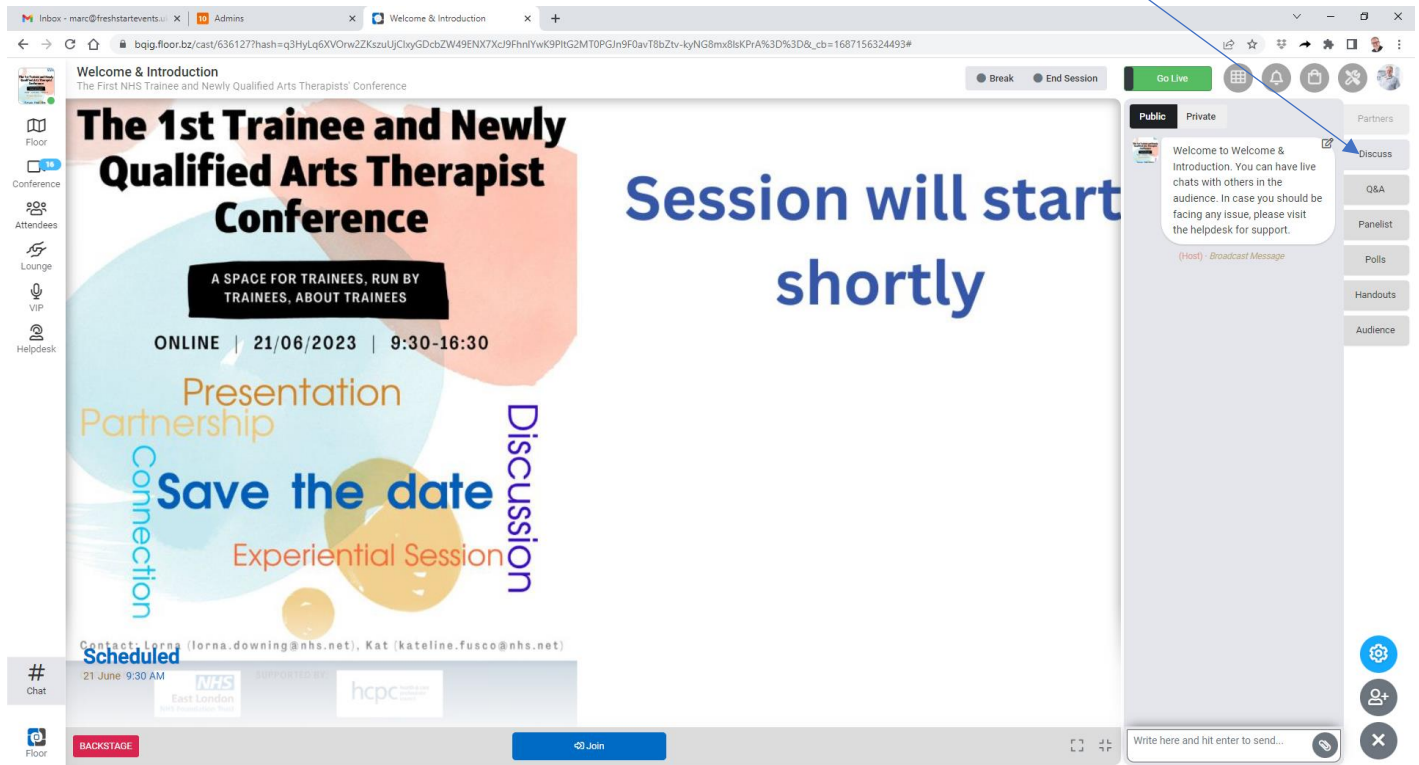 Inbox - marc@freshstartevents.u
10
Admins
Welcome & Introduction
bqig.floor.bz/cast/636127?hash=q3HyLq6XVOrw2ZKszuUjClxyGDcbZW49ENX7XcJ9FhnlYwK9PltG2MT0PGJn9F0avT8bZtv-kyNG8mx8lsKPrA%3D%3D&_cb=1687156324493#
Welcome & Introduction
The First NHS Trainee and Newly Qualified Arts Therapists' Conference
Break
End Session
Go Live
Floor
16
Conference
Attendees
Lounge
VIP
Helpdesk
# Chat
Floor
The 1st Trainee and Newly
Qualified Arts Therapist
Conference
A SPACE FOR TRAINEES, RUN BY
TRAINEES, ABOUT TRAINEES
ONLINE | 21/06/2023 | 9:30-16:30
Presentation
Partnership
Connection
Discussion
Save the date
Experiential Session
Contact: Lorna (lorna.downing@nhs.net), Kat (kateline.fusco@nhs.net)
Scheduled
21 June 9:30 AM
SUPPORTED BY:
NHS
East London
NHS Foundation Trust
hcpc
Session will start
shortly
BACKSTAGE
Join
Public
Private
Welcome to Welcome &
Introduction. You can have live
chats with others in the
audience. In case you should be
facing any issue, please visit
the helpdesk for support.
(Host) - Broadcast Message
Write here and hit enter to send...
Partners
Discuss
Q&A
Panelist
Polls
Handouts
Audience